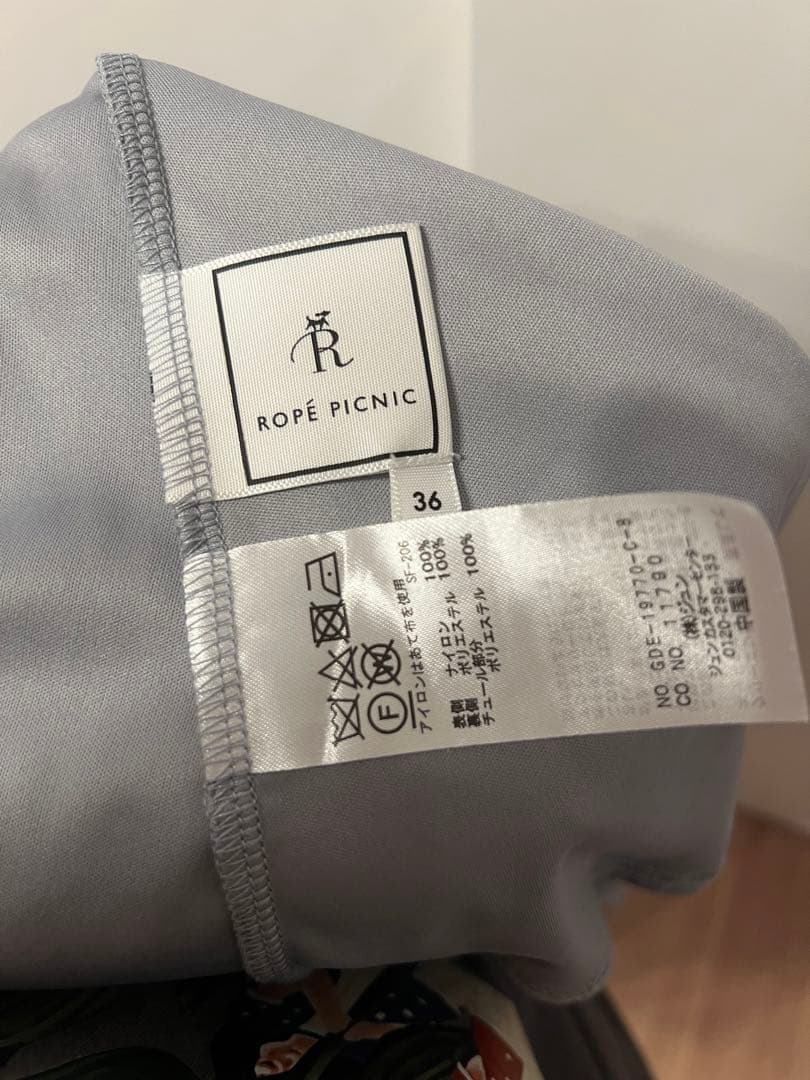 R
ROPÉ PICNIC
36
F
W
アイロンはあて布を使用
SF-206
表側 ナイロン 100%
裏側 ポリエステル 100%
チュール部分
ポリエステル 100%
NO. GDE-19770-C-8
CO NO. 11790
(株)ジュン
ジュンカスタマーセンター
0120-298-133
中国製